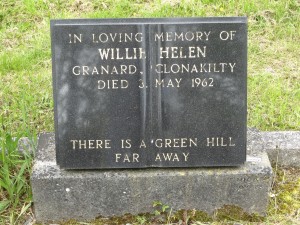 IN LOVING MEMORY OF
WILLIE HELEN
GRANARD, CLONAKILTY
DIED 3. MAY 1962
THERE IS A GREEN HILL
FAR AWAY